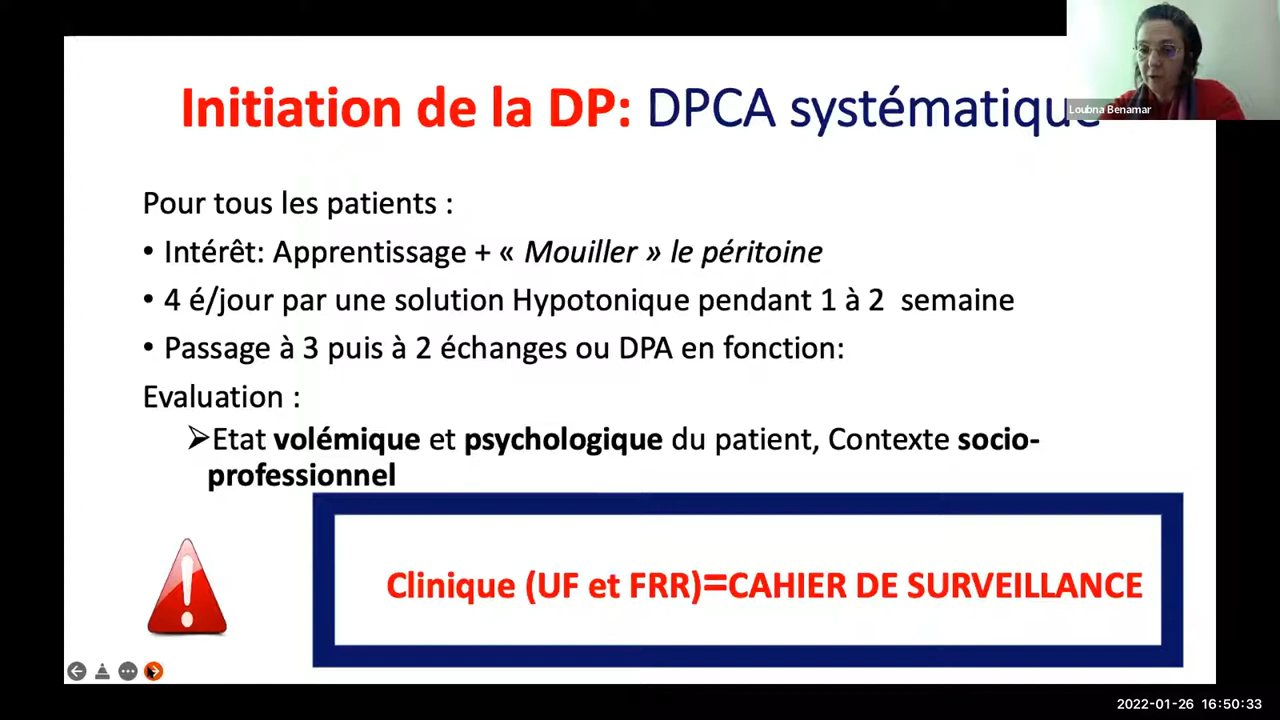 Initiation de la DP: DPCA systématique
Loubna Benamar
Pour tous les patients :
• Intérêt: Apprentissage + « Mouiller » le péritoine
• 4 é/jour par une solution Hypotonique pendant 1 à 2 semaine
• Passage à 3 puis à 2 échanges ou DPA en fonction:
Evaluation :
➢Etat volémique et psychologique du patient, Contexte socio-
professionnel
Clinique (UF et FRR)=CAHIER DE SURVEILLANCE
2022-01-26 16:50:33